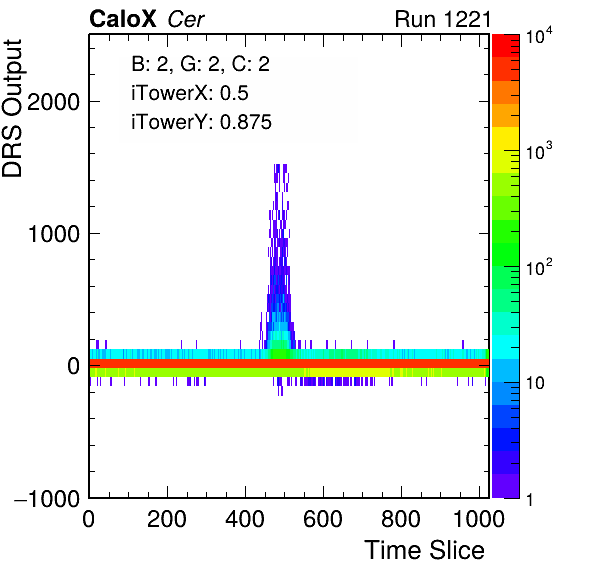 CaloX Cer Run 1221
B: 2, G: 2, C: 2
iTowerX: 0.5
iTowerY: 0.875
DRS Output
2000
1000
0
−1000
0 200 400 600 800 1000
Time Slice
10^4
10^3
10^2
10
1